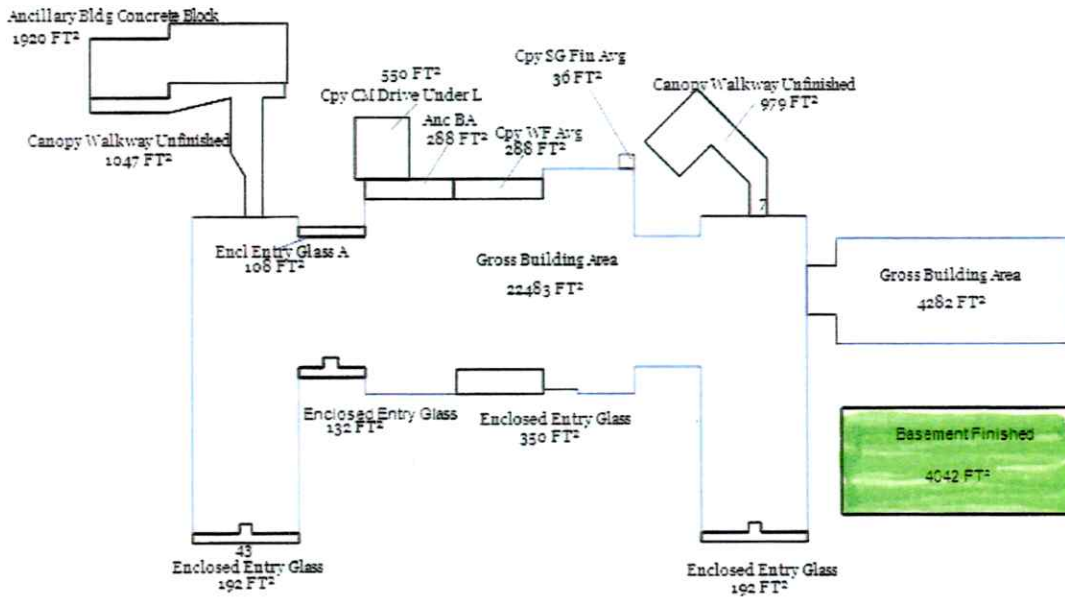 Ancillary Bldg Concrete Block
1920 FT²
550 FT²
Cpy CM Drive Under L
Anc BA
288 FT²
Cpy WF Avg
288 FT²
Cpy SG Fin Avg
36 FT²
Canopy Walkway Unfinished
979 FT²
Canopy Walkway Unfinished
1047 FT²
7
Encl Entry Glass A
108 FT²
Gross Building Area
22483 FT²
Gross Building Area
4282 FT²
Enclosed Entry Glass
132 FT²
Enclosed Entry Glass
350 FT²
Basement Finished
4042 FT²
43
Enclosed Entry Glass
192 FT²
Enclosed Entry Glass
192 FT²